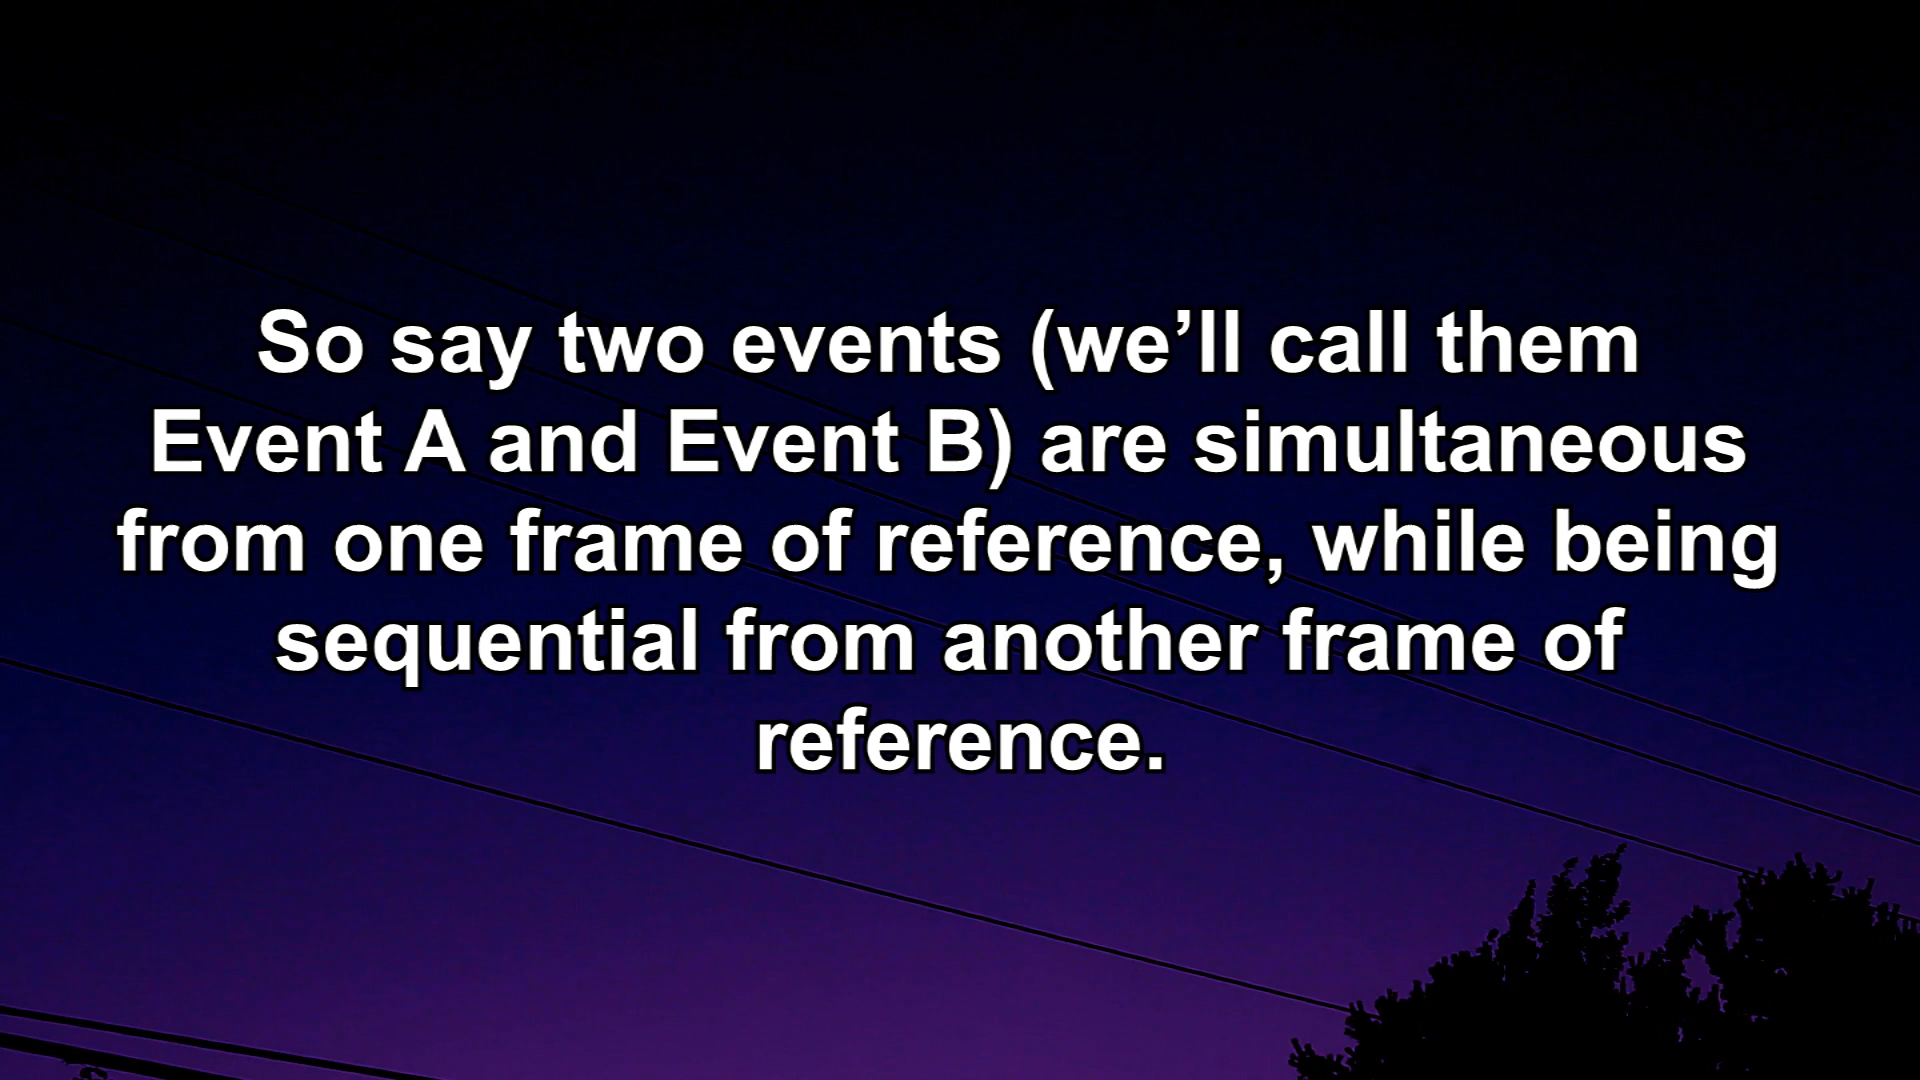 So say two events (we’ll call them
Event A and Event B) are simultaneous
from one frame of reference, while being
sequential from another frame of
reference.